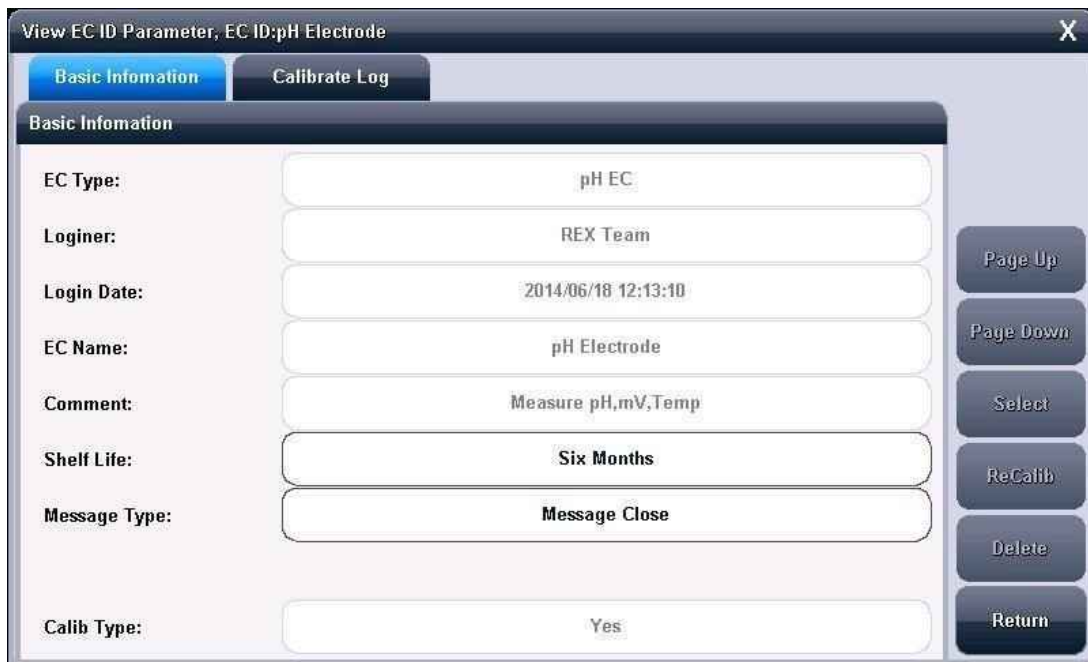 View EC ID Parameter, EC ID:pH Electrode X
Basic Infomation Calibrate Log
Basic Infomation
EC Type: pH EC
Loginer: REX Team
Login Date: 2014/06/18 12:13:10
EC Name: pH Electrode
Comment: Measure pH,mV,Temp
Shelf Life: Six Months
Message Type: Message Close
Calib Type: Yes
Page Up
Page Down
Select
ReCalib
Delete
Return